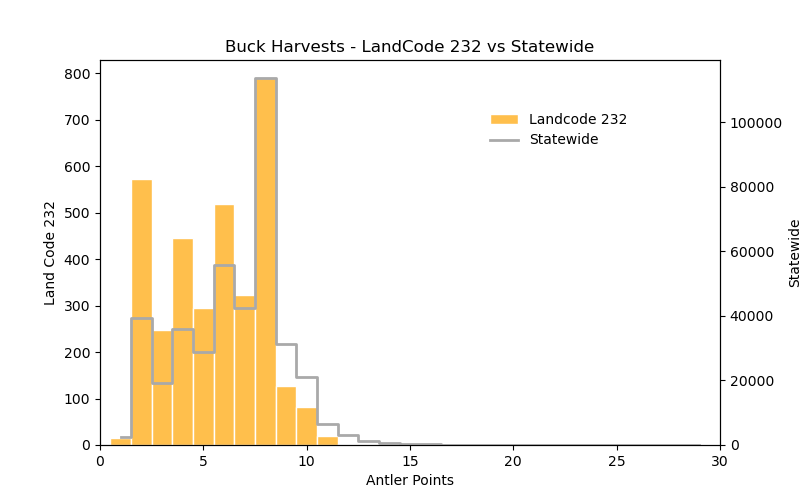 Buck Harvests - LandCode 232 vs Statewide
800
700
600
500
400
300
200
100
0
Land Code 232
Landcode 232
Statewide
100000
80000
60000
40000
20000
0
Statewide
0 5 10 15 20 25 30
Antler Points